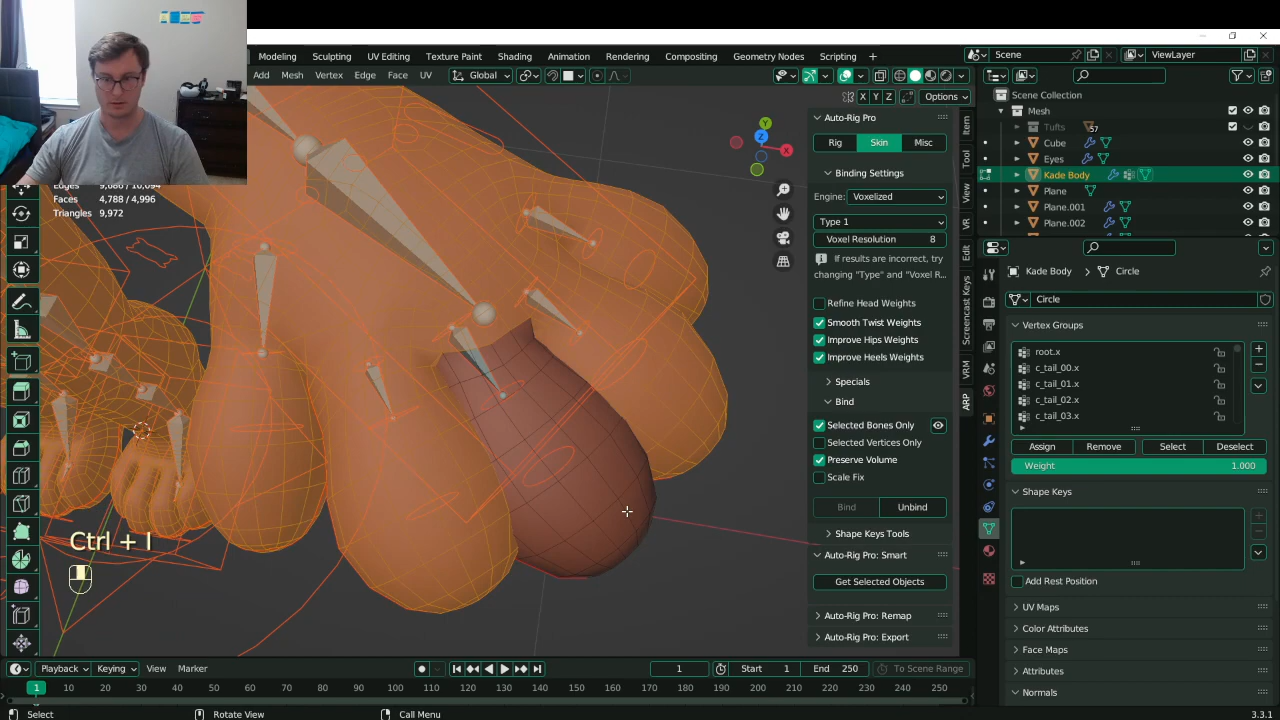 Modeling Sculpting UV Editing Texture Paint Shading Animation Rendering Compositing Geometry Nodes Scripting +
Scene
ViewLayer
Add Mesh Vertex Edge Face UV
Global
X Y Z Options
Scene Collection
Mesh
Tufts
57
Cube
Eyes
Kade Body
Plane
Plane.001
Plane.002
Faces 4,788 / 4,996
Triangles 9,972
Y
Z
X
Auto-Rig Pro
Rig Skin Misc
Binding Settings
Engine: Voxelized
Type 1
Voxel Resolution 8
If results are incorrect, try
changing "Type" and "Voxel R...
Refine Head Weights
Smooth Twist Weights
Improve Hips Weights
Improve Heels Weights
Specials
Bind
Selected Bones Only
Selected Vertices Only
Preserve Volume
Scale Fix
Bind Unbind
Shape Keys Tools
Auto-Rig Pro: Smart
Get Selected Objects
Auto-Rig Pro: Remap
Auto-Rig Pro: Export
Item
Tool
View
VR
Edit
Screencast Keys
VRM
ARP
Kade Body > Circle
Circle
Vertex Groups
root.x
c_tail_00.x
c_tail_01.x
c_tail_02.x
c_tail_03.x
Assign Remove Select Deselect
Weight 1.000
Shape Keys
Add Rest Position
UV Maps
Color Attributes
Face Maps
Attributes
Normals
Ctrl + I
Playback Keying View Marker
1 Start 1 End 250 To Scene Range
1 10 20 30 40 50 60 70 80 90 100 110 120 130 140 150 160 170 180 190 200 210 220 230 240 250
Select Rotate View Call Menu 3.3.1